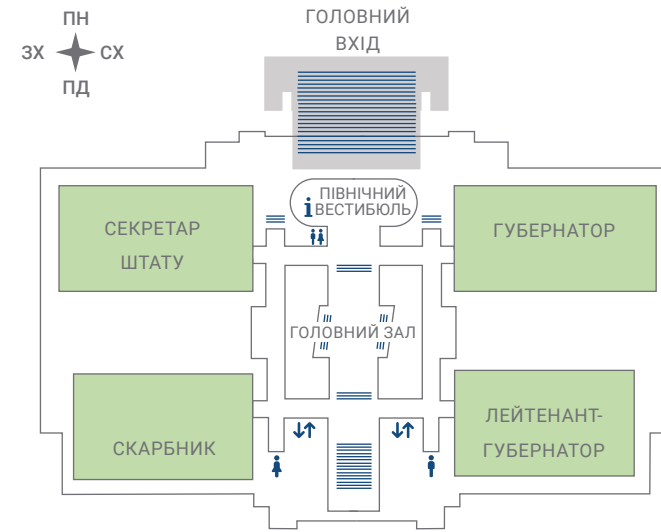 ПН
ЗХ
СХ
ПД
ГОЛОВНИЙ
ВХІД
ПІВНІЧНИЙ
i ВЕСТИБЮЛЬ
СЕКРЕТАР
ШТАТУ
ГУБЕРНАТОР
ГОЛОВНИЙ ЗАЛ
СКАРБНИК
ЛЕЙТЕНАНТ-
ГУБЕРНАТОР